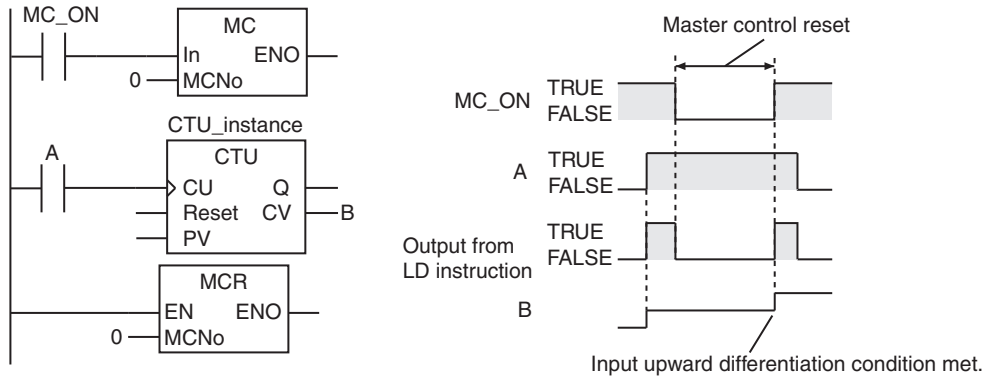 MC_ON
MC
In ENO
0 MCNo
CTU_instance
A
CTU
CU Q
Reset CV B
PV
MCR
EN ENO
0 MCNo
Master control reset
MC_ON TRUE
FALSE
A TRUE
FALSE
Output from
LD instruction
TRUE
FALSE
B
Input upward differentiation condition met.